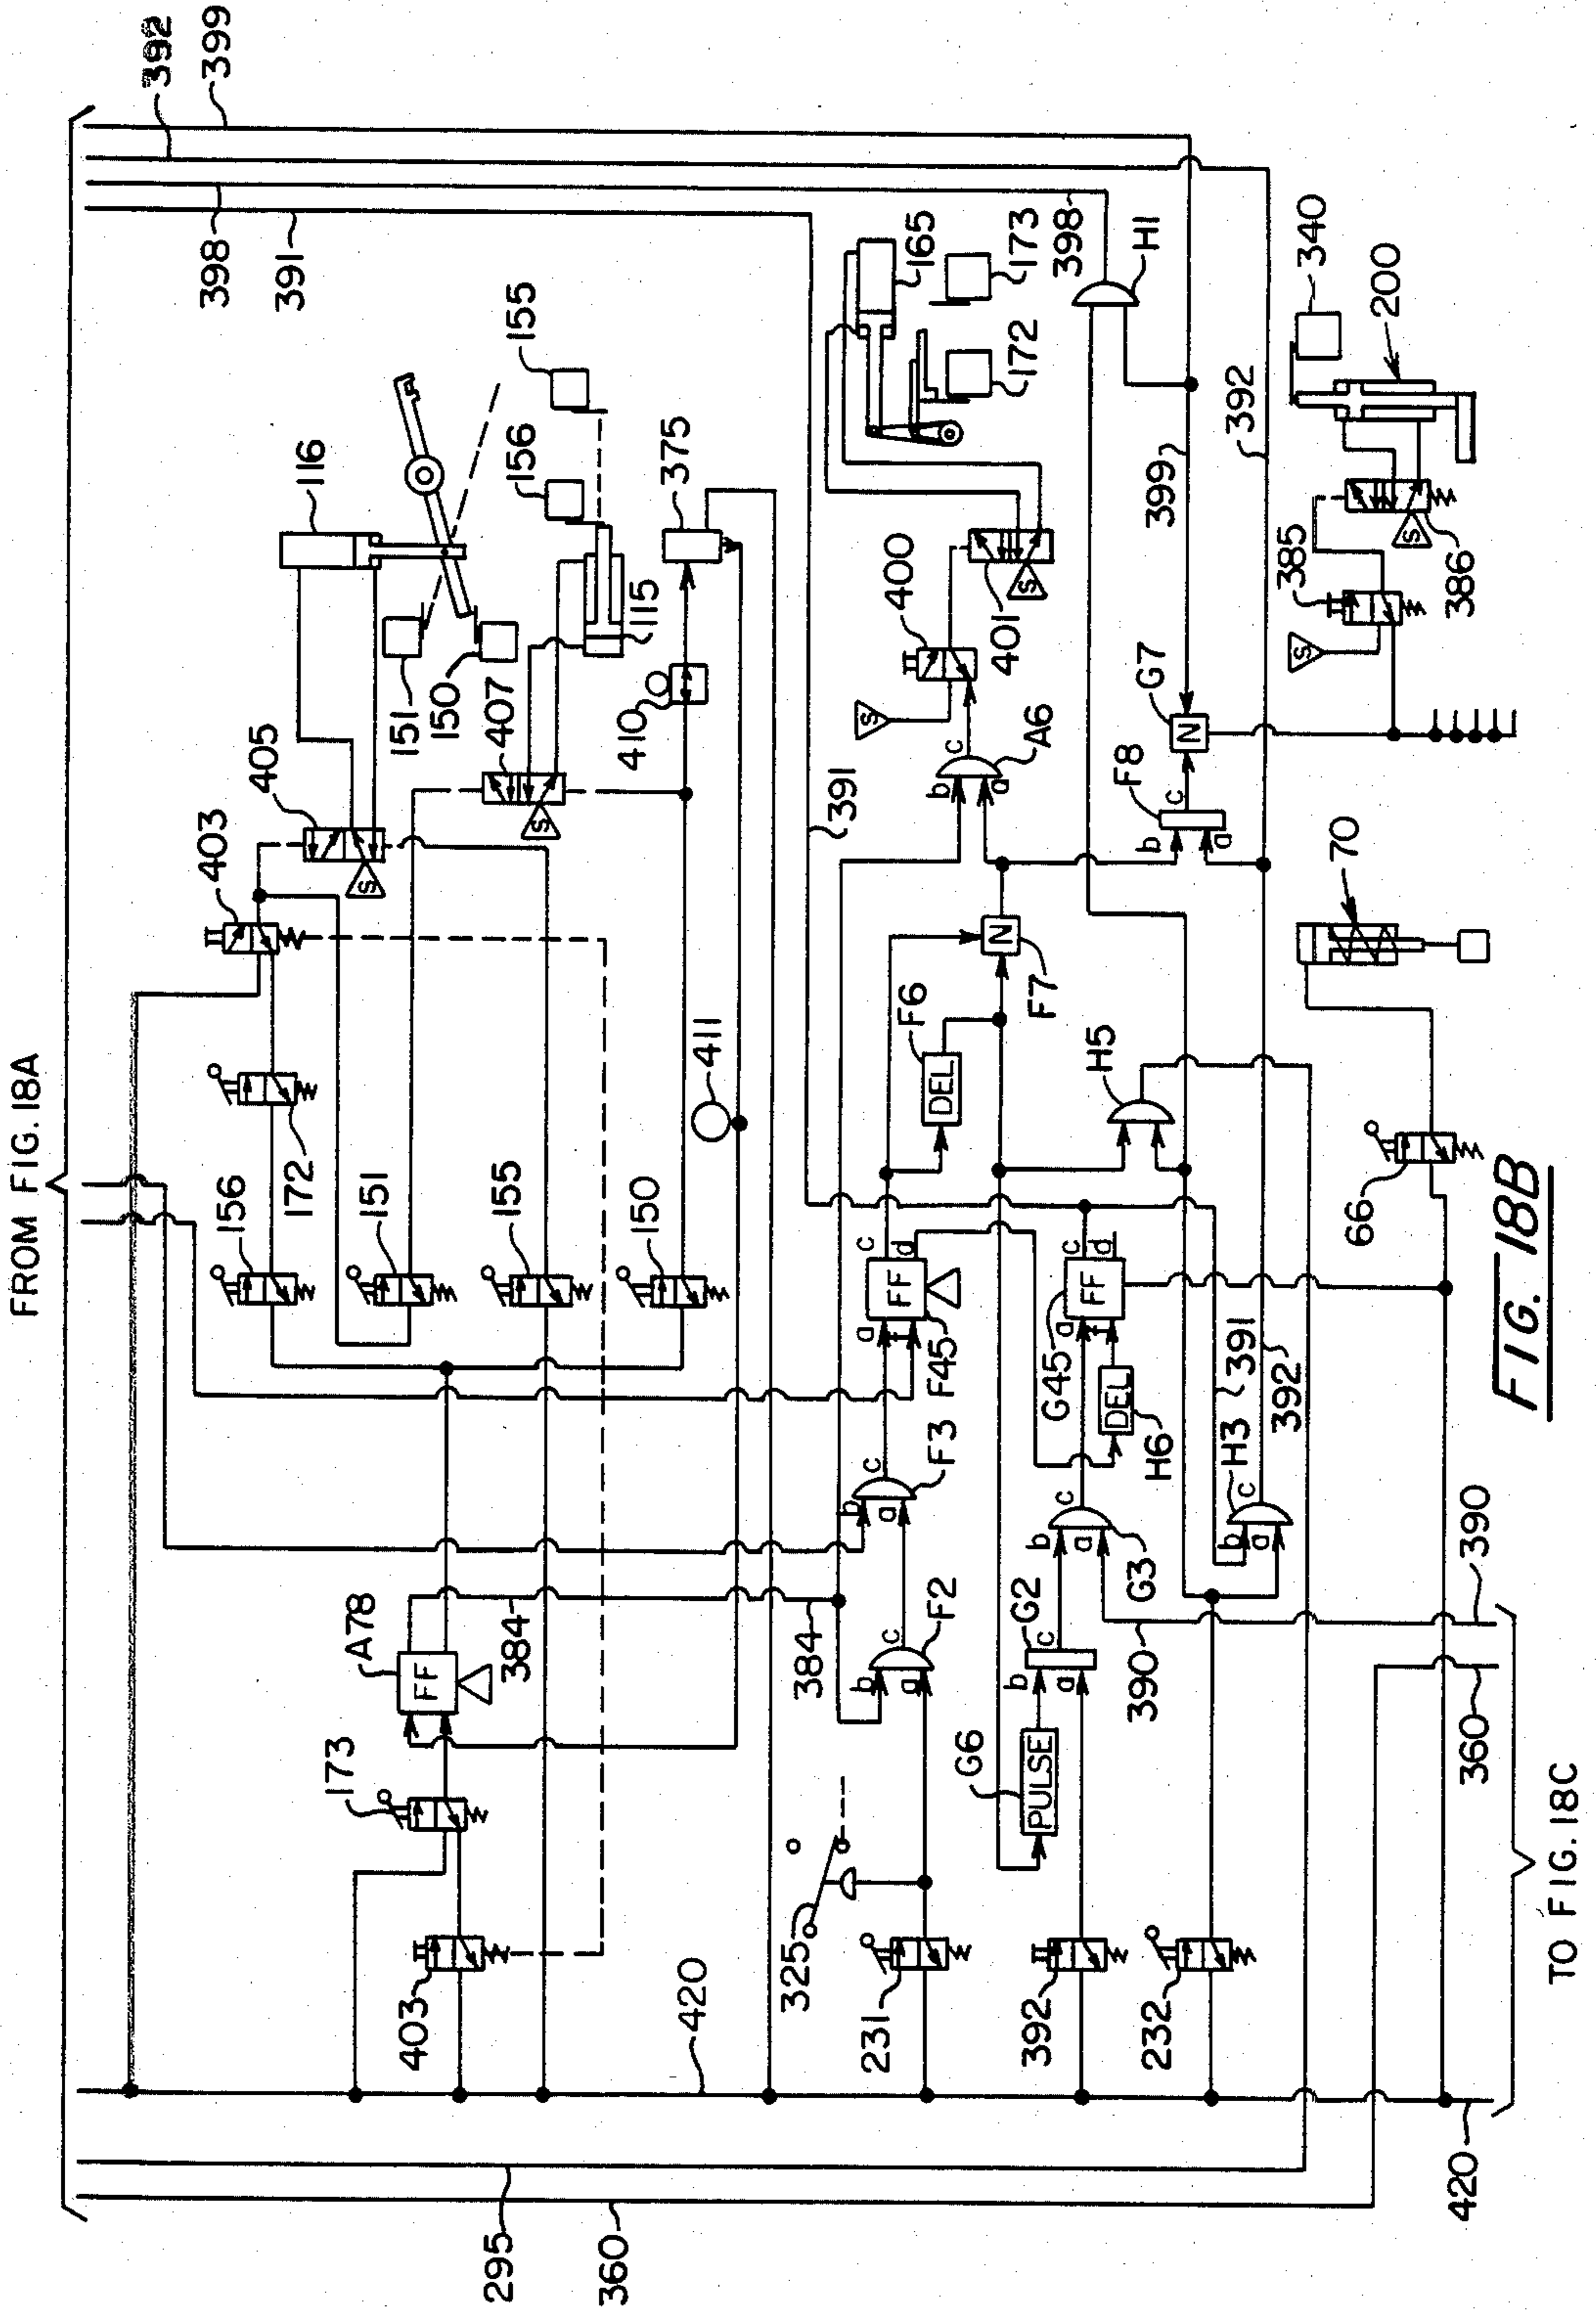 FROM FIG. 18A
392
399
398
391
116
155
156
375
405
403
151
150
407
115
410
S
S
156
172
151
155
150
411
A78
FF
384
173
403
420
295
360
391
400
401
S
S
165
172
173
398
H1
b
a
c
A6
F6
DEL
N
F7
c
d
FF
a
f
F45
b
a
c
F3
384
b
a
c
F2
325
231
399
392
G7
N
F8
b
a
c
H5
G45
FF
a
f
c
d
DEL
H6
b
a
c
G3
G2
b
a
c
G6
PULSE
390
392
232
391
392
H3
b
a
c
340
200
385
386
S
S
70
66
390
360
420
FIG. 18B
TO FIG. 18C